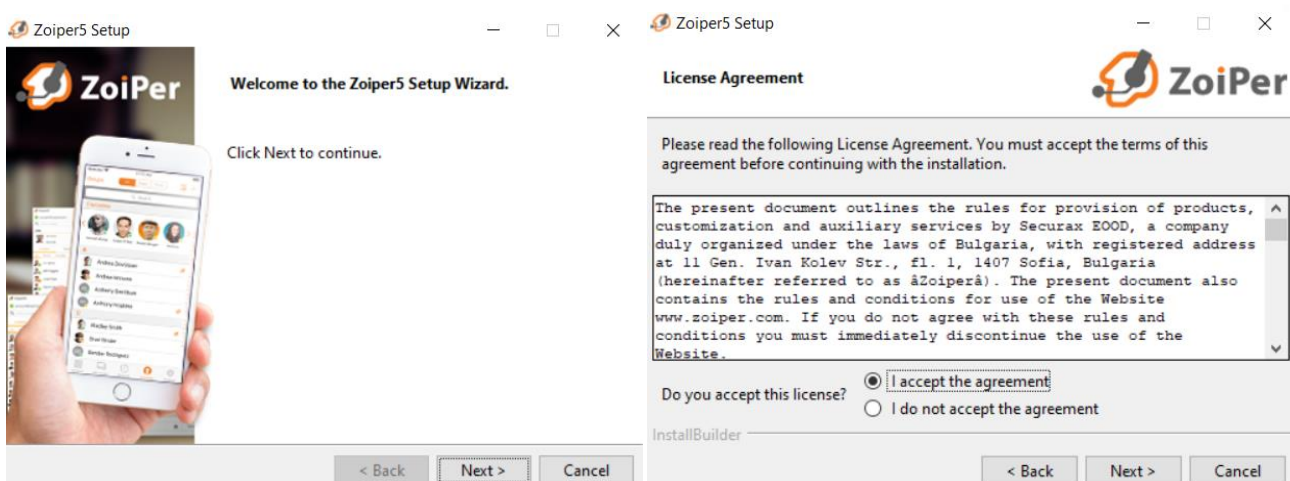 Zoiper5 Setup
ZoiPer
Welcome to the Zoiper5 Setup Wizard.
Click Next to continue.
< Back
Next >
Cancel
Zoiper5 Setup
License Agreement
ZoiPer
Please read the following License Agreement. You must accept the terms of this
agreement before continuing with the installation.
The present document outlines the rules for provision of products,
customization and auxiliary services by Securax EOOD, a company
duly organized under the laws of Bulgaria, with registered address
at 11 Gen. Ivan Kolev Str., fl. 1, 1407 Sofia, Bulgaria
(hereinafter referred to as âZoiperâ). The present document also
contains the rules and conditions for use of the Website
www.zoiper.com. If you do not agree with these rules and
conditions you must immediately discontinue the use of the
Website.
Do you accept this license?
I accept the agreement
I do not accept the agreement
InstallBuilder
< Back
Next >
Cancel